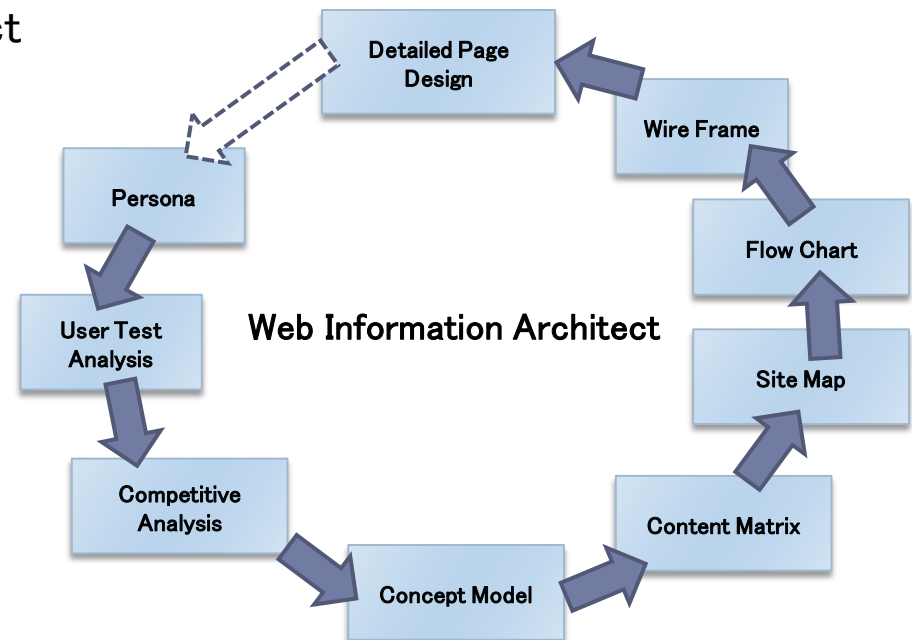 ct
Detailed Page
Design
Wire Frame
Persona
Flow Chart
User Test
Analysis
Web Information Architect
Site Map
Competitive
Analysis
Content Matrix
Concept Model